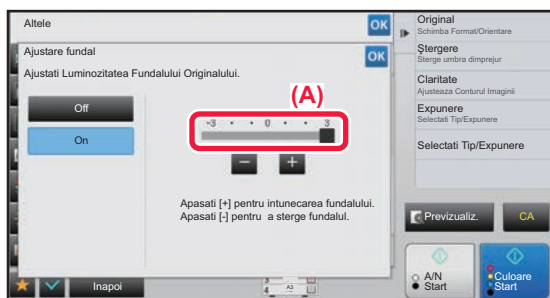 Altele
OK
Ajustare fundal
OK
Ajustati Luminozitatea Fundalului Originalului.
Off
On
(A)
-3 • • 0 • • 3
−
+
Apasati [+] pentru intunecarea fundalului.
Apasati [-] pentru a sterge fundalul.
Inapoi
A3
4
Original
Schimba Format/Orientare
Ştergere
Sterge umbra dimprejur
Claritate
Ajusteaza Conturul Imaginii
Expunere
Selectati Tip/Expunere
Selectati Tip/Expunere
Previzualiz.
CA
A/N
Start
Culoare
Start